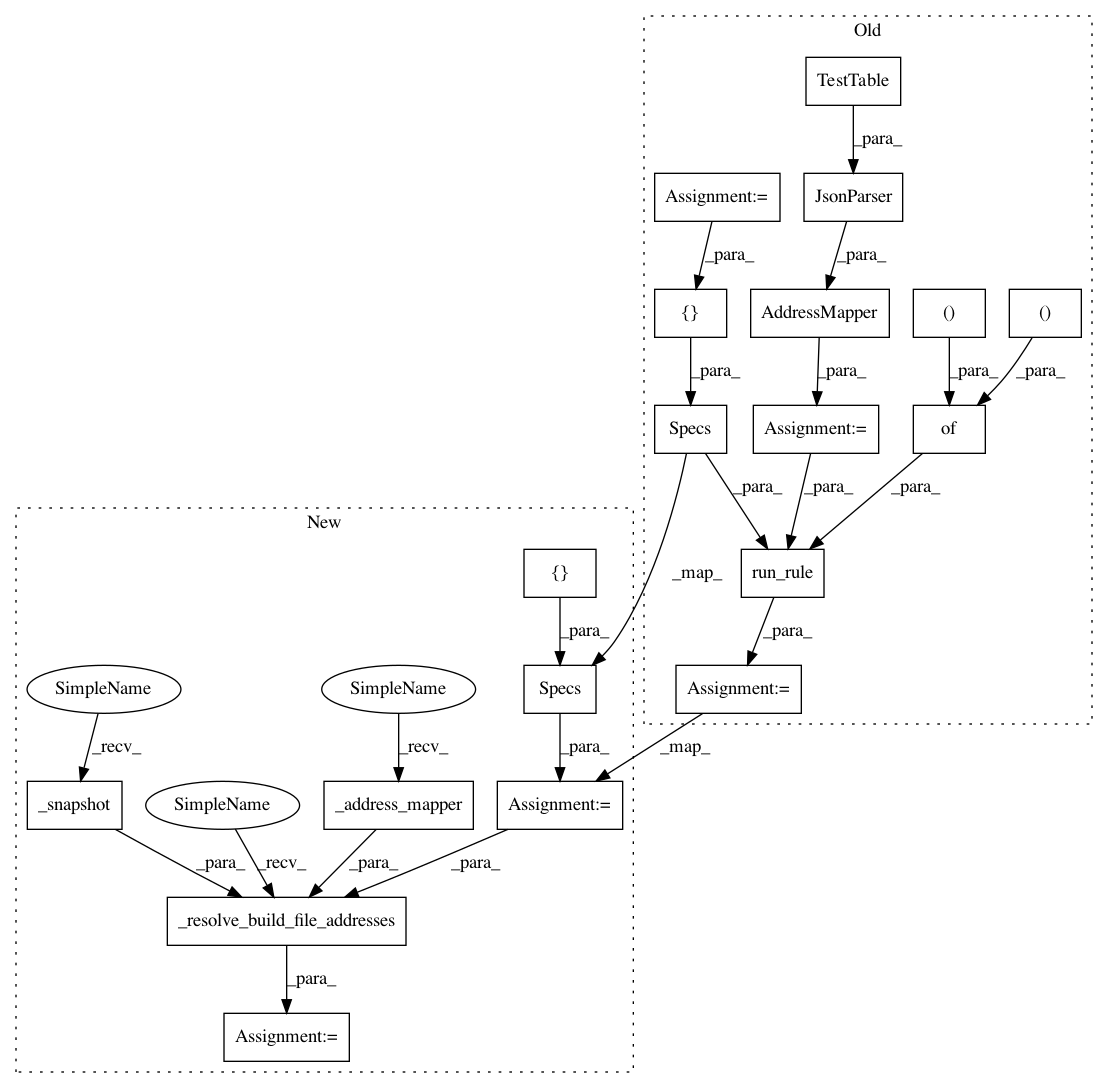 Old
TestTable
_para_
Assignment:=
JsonParser
_para_
_para_
{}
AddressMapper
()
()
_para_
_para_
_para_
_para_
Specs
Assignment:=
of
_para_
_para_
_para_
New
{}
run_rule
_map_
_para_
_para_
SimpleName
SimpleName
Specs
Assignment:=
_recv_
_recv_
_para_
_map_
_snapshot
SimpleName
_address_mapper
Assignment:=
_para_
_recv_
_para_
_para_
_resolve_build_file_addresses
_para_
Assignment:=